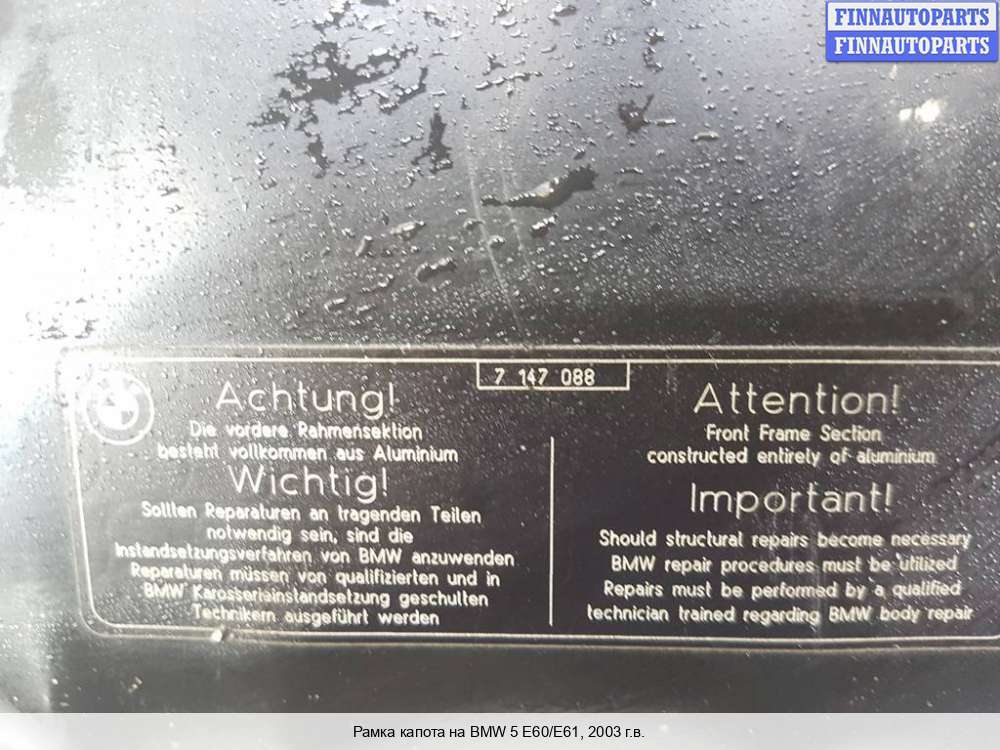 FINNAUTOPARTS
FINNAUTOPARTS
7 147 088
Achtung!
Die vordere Rahmensektion
besteht vollkommen aus Aluminium
Wichtig!
Sollten Reparaturen an tragenden Teilen
notwendig sein, sind die
Instandsetzungsverfahren von BMW anzuwenden
Reparaturen müssen von qualifizierten und in
BMW Karosserieinstandsetzung geschulten
Technikern ausgeführt werden
Attention!
Front Frame Section
constructed entirely of aluminium
Important!
Should structural repairs become necessary
BMW repair procedures must be utilized
Repairs must be performed by a qualified
technician trained regarding BMW body repair
Рамка капота на BMW 5 E60/E61, 2003 г.в.